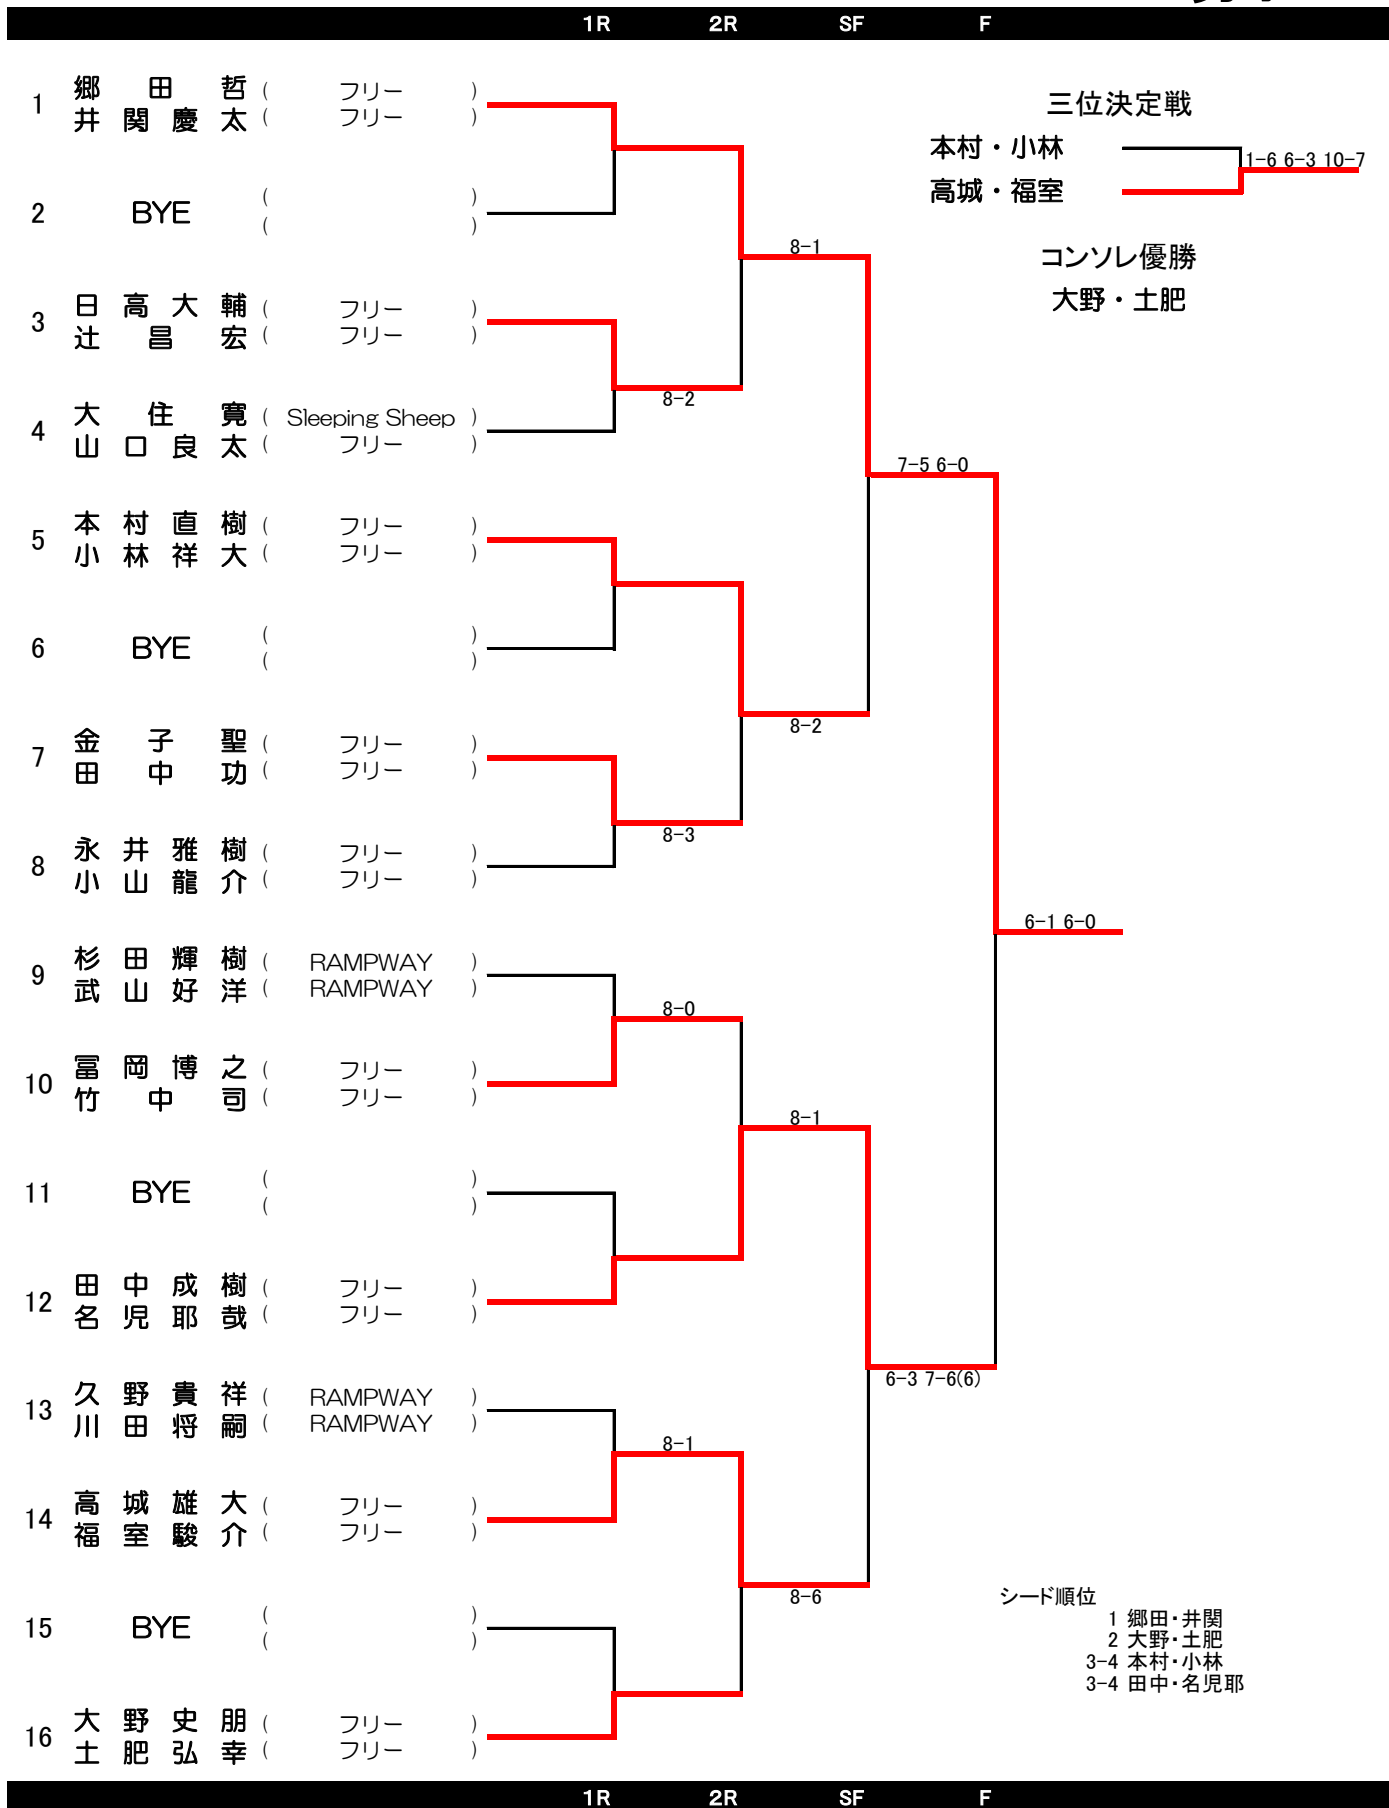 1R 2R SF F
1 郷田哲 ( フリー )
井関慶太 ( フリー )
三位決定戦
本村・小林
1-6 6-3 10-7
高城・福室
2 BYE ( )
( )
8-1
コンソレ優勝
大野・土肥
3 日高大輔 ( フリー )
辻昌宏 ( フリー )
8-2
4 大住寛 ( Sleeping Sheep )
山口良太 ( フリー )
7-5 6-0
5 本村直樹 ( フリー )
小林祥大 ( フリー )
6 BYE ( )
( )
8-2
7 金子聖 ( フリー )
田中功 ( フリー )
8-3
8 永井雅樹 ( フリー )
小山龍介 ( フリー )
6-1 6-0
9 杉田輝樹 ( RAMPWAY )
武山好洋 ( RAMPWAY )
8-0
10 冨岡博之 ( フリー )
竹中司 ( フリー )
8-1
11 BYE ( )
( )
12 田中成樹 ( フリー )
名児耶哉 ( フリー )
6-3 7-6(6)
13 久野貴祥 ( RAMPWAY )
川田将嗣 ( RAMPWAY )
8-1
14 高城雄大 ( フリー )
福室駿介 ( フリー )
8-6
シード順位
1 郷田・井関
2 大野・土肥
3-4 本村・小林
3-4 田中・名児耶
15 BYE ( )
( )
16 大野史朋 ( フリー )
土肥弘幸 ( フリー )
1R 2R SF F